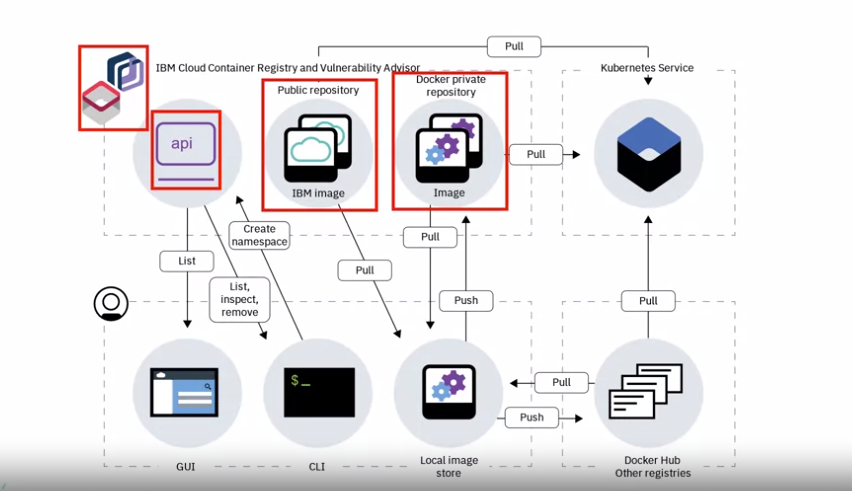 Pull
IBM Cloud Container Registry and Vulnerability Advisor
Kubernetes Service
Public repository
Docker private
repository
api
IBM image
Image
Pull
Create
namespace
Pull
List
Pull
List,
inspect,
remove
Push
Pull
$_
Pull
Push
GUI
CLI
Local image
store
Docker Hub
Other registries